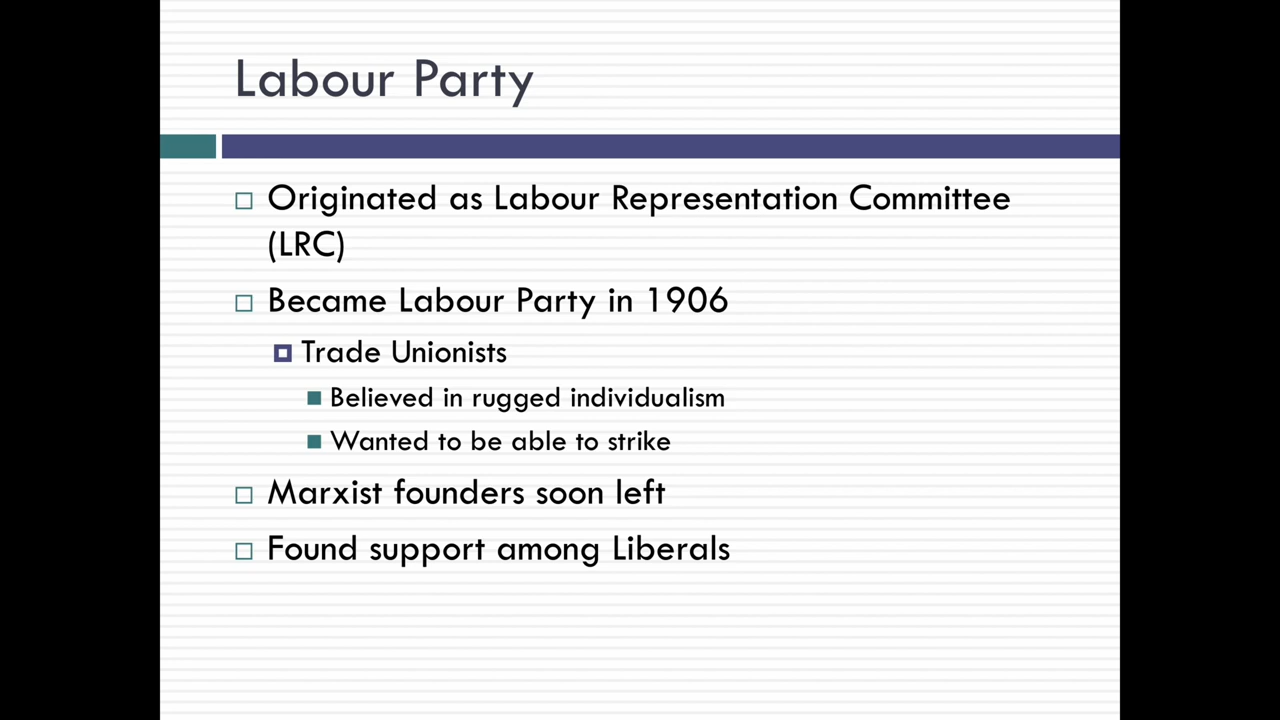 Labour Party
Originated as Labour Representation Committee
(LRC)
Became Labour Party in 1906
Trade Unionists
Believed in rugged individualism
Wanted to be able to strike
Marxist founders soon left
Found support among Liberals